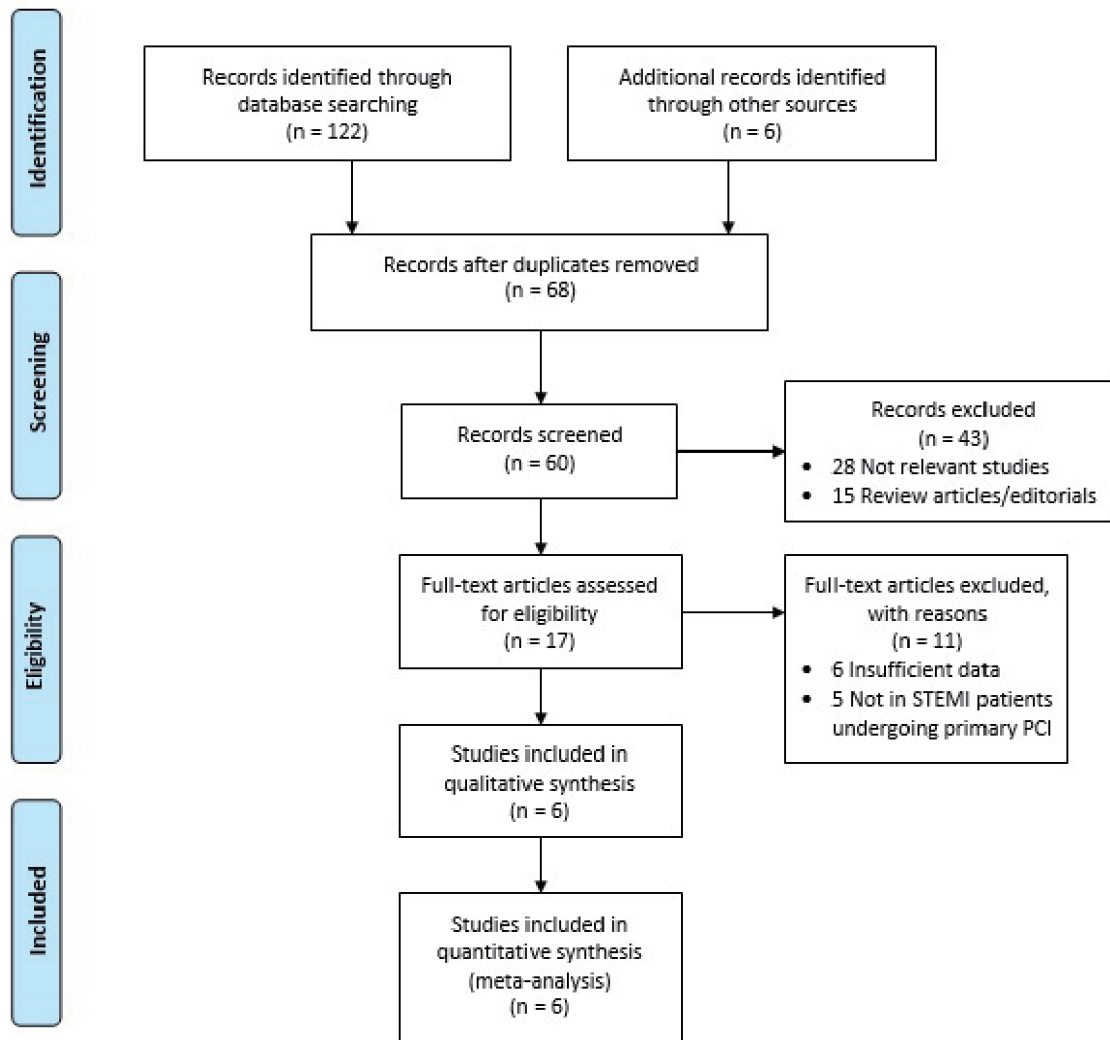 Identification
Records identified through
database searching
(n = 122)
Additional records identified
through other sources
(n = 6)
Records after duplicates removed
(n = 68)
Screening
Records screened
(n = 60)
Records excluded
(n = 43)
• 28 Not relevant studies
• 15 Review articles/editorials
Eligibility
Full-text articles assessed
for eligibility
(n = 17)
Full-text articles excluded,
with reasons
(n = 11)
• 6 Insufficient data
• 5 Not in STEMI patients
undergoing primary PCI
Studies included in
qualitative synthesis
(n = 6)
Included
Studies included in
quantitative synthesis
(meta-analysis)
(n = 6)